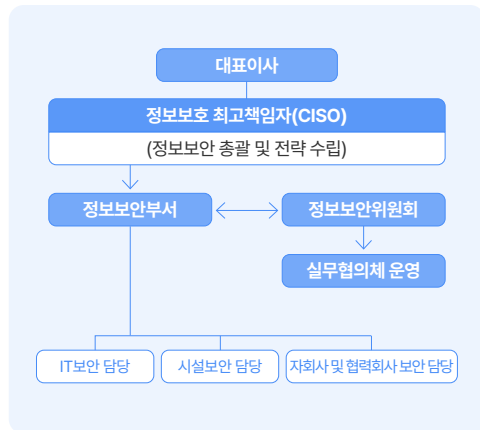 대표이사
정보보호 최고책임자(CISO)
(정보보안 총괄 및 전략 수립)
정보보안부서
정보보안위원회
실무협의체 운영
IT보안 담당
시설보안 담당
자회사 및 협력회사 보안 담당